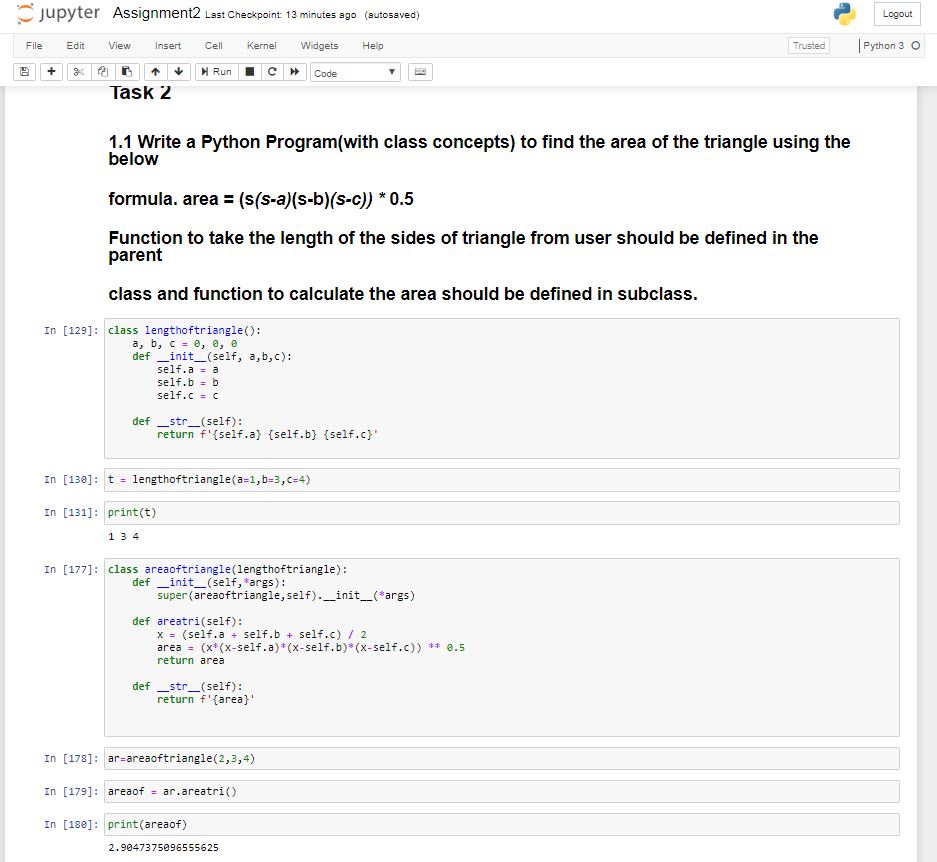 jupyter Assignment2 Last Checkpoint: 13 minutes ago (autosaved) Logout
File Edit View Insert Cell Kernel Widgets Help Trusted Python 3
Run Code
Task 2
1.1 Write a Python Program(with class concepts) to find the area of the triangle using the
below
formula. area = (s(s-a)(s-b)(s-c)) * 0.5
Function to take the length of the sides of triangle from user should be defined in the
parent
class and function to calculate the area should be defined in subclass.
In [129]: class lengthoftriangle():
    a, b, c = 0, 0, 0
    def __init__(self, a,b,c):
        self.a = a
        self.b = b
        self.c = c
    def __str__(self):
        return f'{self.a} {self.b} {self.c}'
In [130]: t = lengthoftriangle(a=1,b=3,c=4)
In [131]: print(t)
1 3 4
In [177]: class areaoftriangle(lengthoftriangle):
    def __init__(self,*args):
        super(areaoftriangle,self).__init__(*args)
    def areatri(self):
        x = (self.a + self.b + self.c) / 2
        area = (x*(x-self.a)*(x-self.b)*(x-self.c)) ** 0.5
        return area
    def __str__(self):
        return f'{area}'
In [178]: ar=areaoftriangle(2,3,4)
In [179]: areaof = ar.areatri()
In [180]: print(areaof)
2.9047375096555625